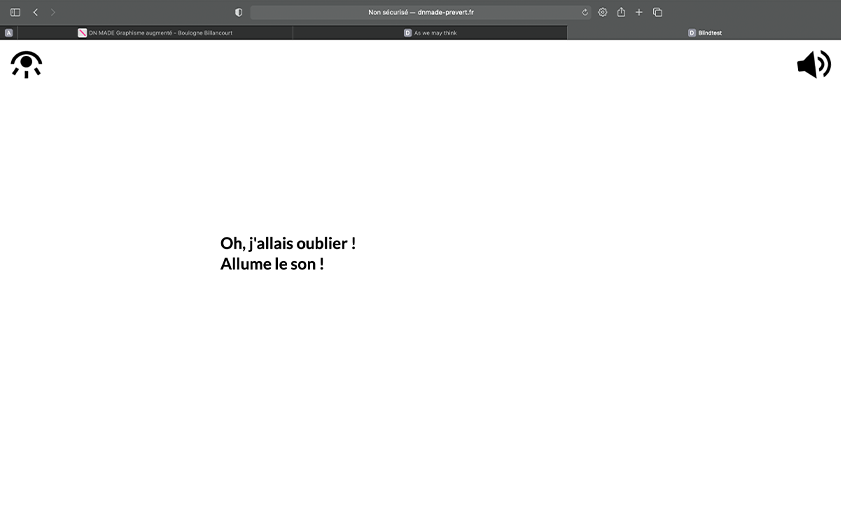 Non sécurisé — dnmade-prevert.fr
A
DN MADE Graphisme augmenté - Boulogne Billancourt
D As we may think
D Blindtest
Oh, j'allais oublier !
Allume le son !